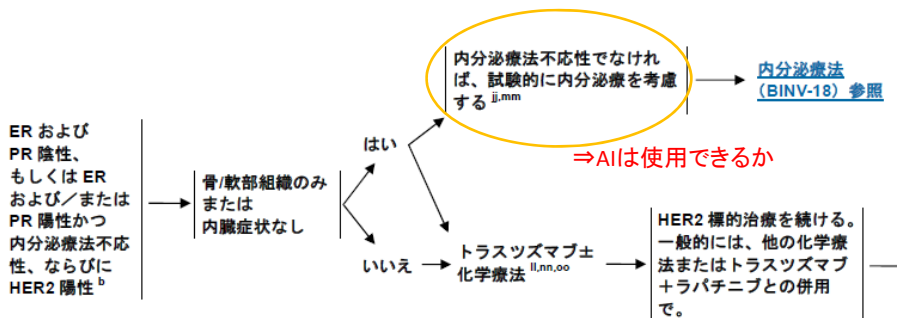 内分泌療法不応性でなけれ
ば、試験的に内分泌療を考慮
する jj,mm
内分泌療法
（BINV-18）参照
ER および
PR 陰性、
もしくは ER
および／または
PR 陽性かつ
内分泌療法不応
性、ならびに
HER2 陽性 b
骨/軟部組織のみ
または
内臓症状なし
はい
いいえ
⇒AIは使用できるか
トラスツズマブ±
化学療法 ll,nn,oo
HER2 標的治療を続ける。
一般的には、他の化学療
法またはトラスツズマブ
＋ラパチニブとの併用
で。